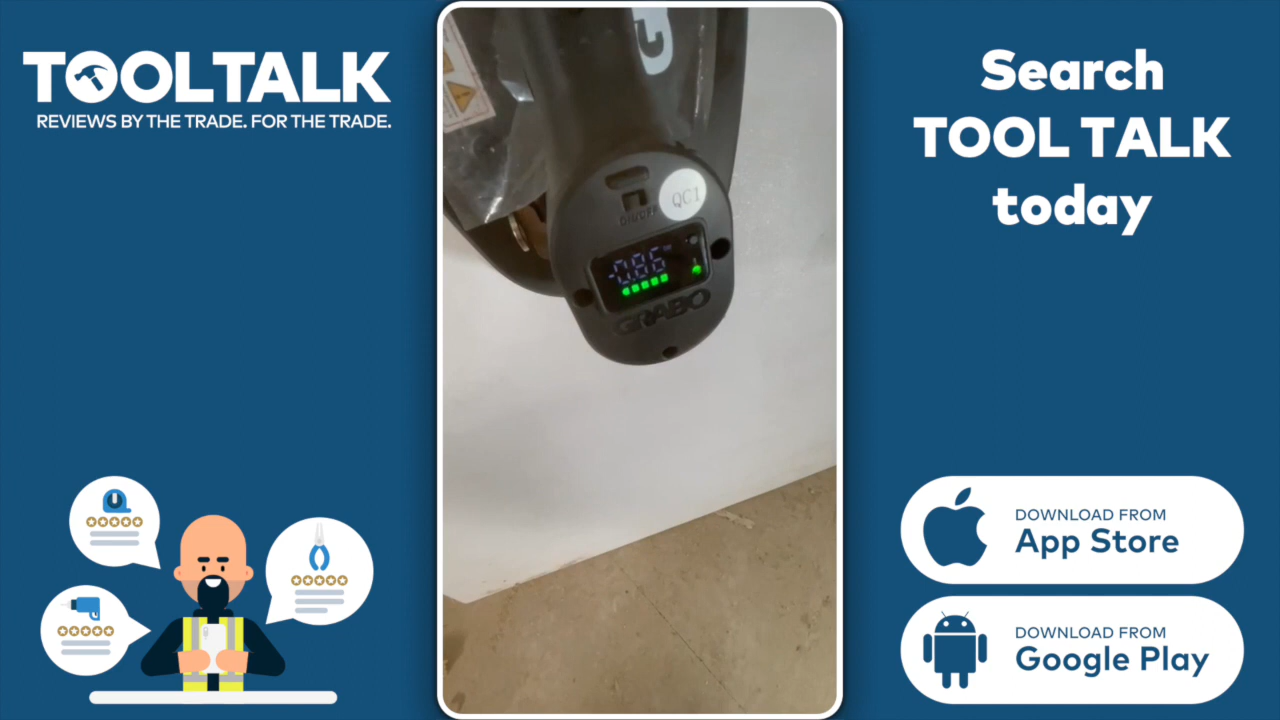 TOOLTALK
REVIEWS BY THE TRADE. FOR THE TRADE.
QC1
ON/OFF
-0.86
GRABO
Search
TOOL TALK
today
DOWNLOAD FROM
App Store
DOWNLOAD FROM
Google Play